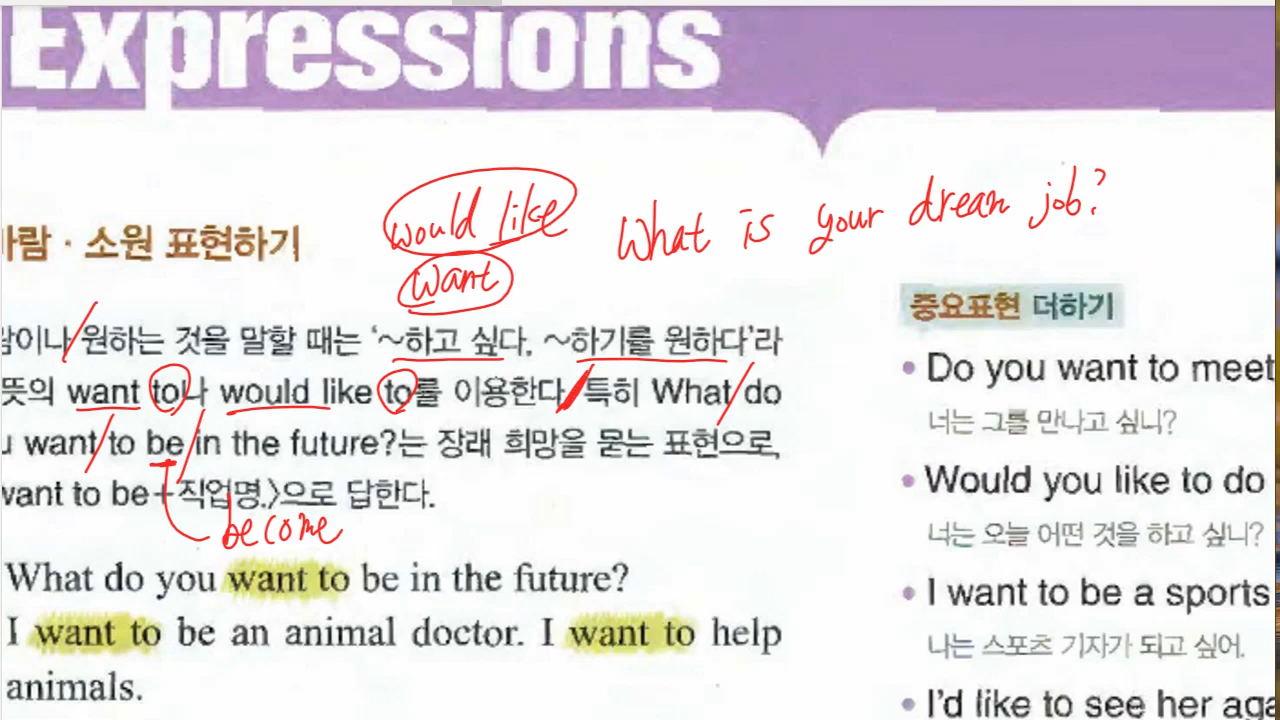 Expressions
would like
want
What is your dream job?
바람 · 소원 표현하기
람이나 원하는 것을 말할 때는 '~하고 싶다, ~하기를 원하다'라
뜻의 want to나 would like to를 이용한다. 특히 What do
u want to be in the future?는 장래 희망을 묻는 표현으로,
want to be+직업명.〉으로 답한다.
become
What do you want to be in the future?
I want to be an animal doctor. I want to help
animals.
중요표현 더하기
• Do you want to meet
너는 그를 만나고 싶니?
• Would you like to do
너는 오늘 어떤 것을 하고 싶니?
• I want to be a sports
나는 스포츠 기자가 되고 싶어.
• I'd like to see her aga